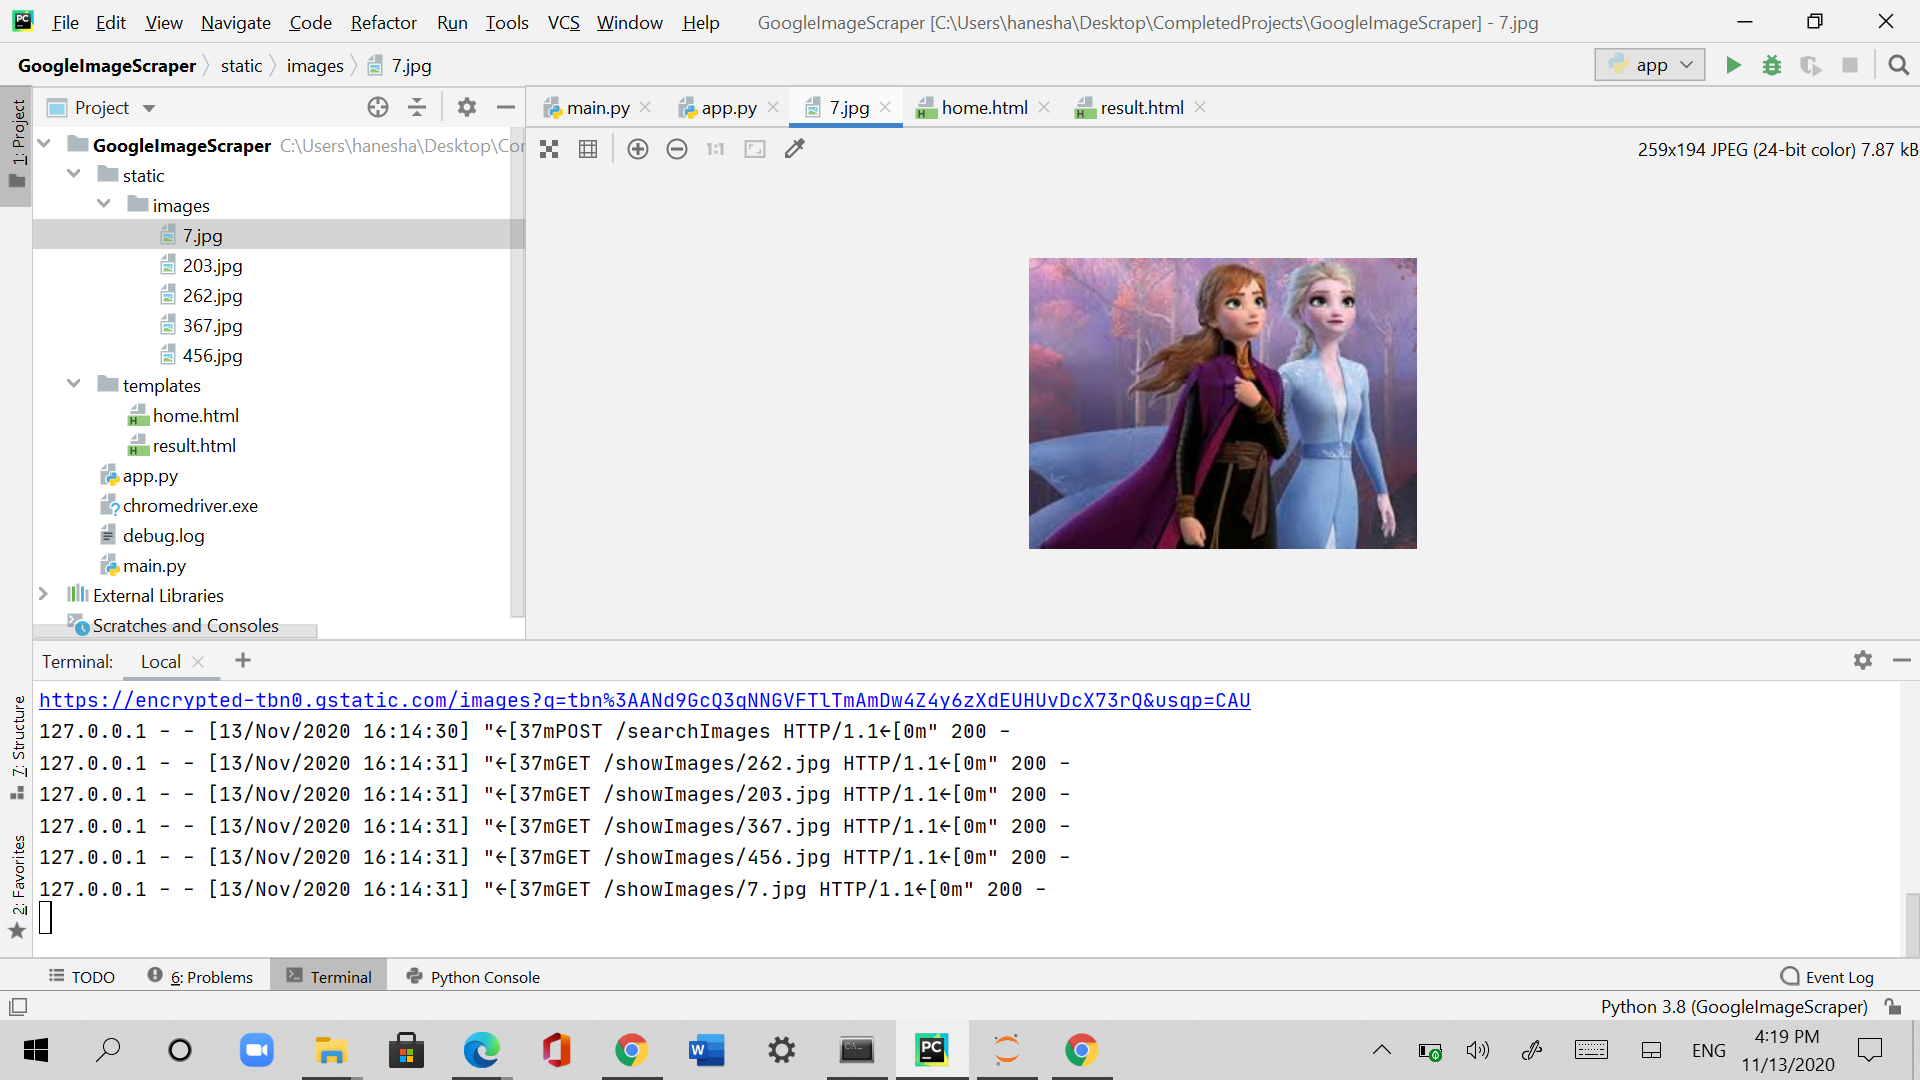 File Edit View Navigate Code Refactor Run Tools VCS Window Help GoogleImageScraper [C:\Users\hanesha\Desktop\CompletedProjects\GoogleImageScraper] - 7.jpg
GoogleImageScraper static images 7.jpg app
1: Project
Project
main.py app.py 7.jpg home.html result.html
259x194 JPEG (24-bit color) 7.87 kB
GoogleImageScraper C:\Users\hanesha\Desktop\Cor
static
images
7.jpg
203.jpg
262.jpg
367.jpg
456.jpg
templates
home.html
result.html
app.py
chromedriver.exe
debug.log
main.py
External Libraries
Scratches and Consoles
Terminal: Local
https://encrypted-tbn0.gstatic.com/images?q=tbn%3AANd9GcQ3qNNGVFTlTmAmDw4Z4y6zXdEUHUvDcX73rQ&usqp=CAU
127.0.0.1 - - [13/Nov/2020 16:14:30] "←[37mPOST /searchImages HTTP/1.1←[0m" 200 -
127.0.0.1 - - [13/Nov/2020 16:14:31] "←[37mGET /showImages/262.jpg HTTP/1.1←[0m" 200 -
127.0.0.1 - - [13/Nov/2020 16:14:31] "←[37mGET /showImages/203.jpg HTTP/1.1←[0m" 200 -
127.0.0.1 - - [13/Nov/2020 16:14:31] "←[37mGET /showImages/367.jpg HTTP/1.1←[0m" 200 -
127.0.0.1 - - [13/Nov/2020 16:14:31] "←[37mGET /showImages/456.jpg HTTP/1.1←[0m" 200 -
127.0.0.1 - - [13/Nov/2020 16:14:31] "←[37mGET /showImages/7.jpg HTTP/1.1←[0m" 200 -
7: Structure
2: Favorites
TODO 6: Problems Terminal Python Console Event Log
Python 3.8 (GoogleImageScraper)
ENG
4:19 PM
11/13/2020